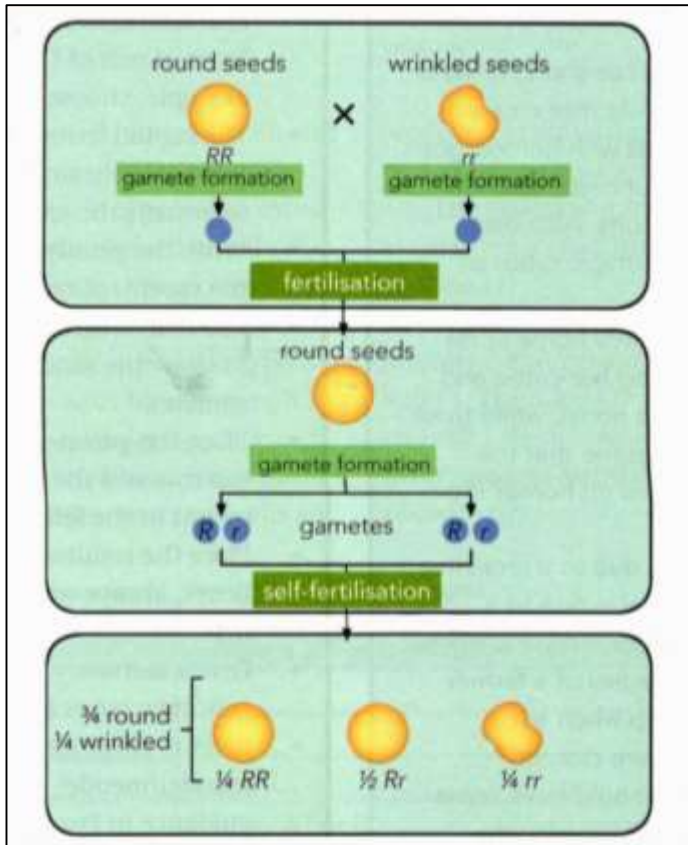 round seeds wrinkled seeds
×
RR rr
gamete formation gamete formation
fertilisation
round seeds
gamete formation
R r gametes R r
self-fertilisation
¾ round
¼ wrinkled
¼ RR ½ Rr ¼ rr